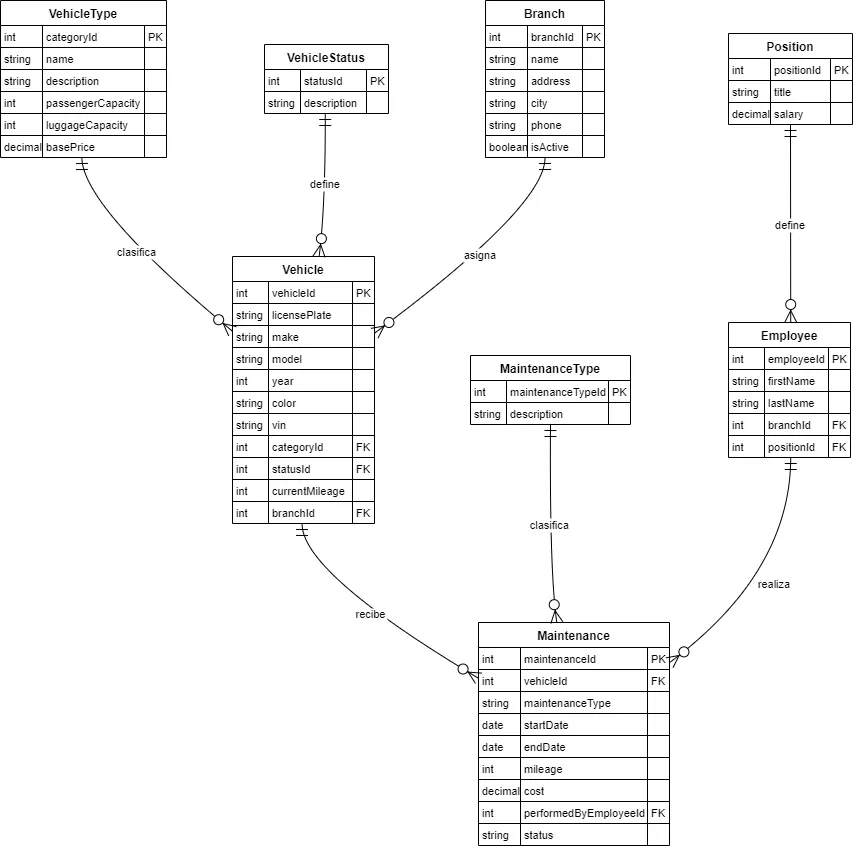 VehicleType
int categoryId PK
string name
string description
int passengerCapacity
int luggageCapacity
decimal basePrice
VehicleStatus
int statusId PK
string description
Branch
int branchId PK
string name
string address
string city
string phone
boolean isActive
Position
int positionId PK
string title
decimal salary
define
clasifica
asigna
define
Vehicle
int vehicleId PK
string licensePlate
string make
string model
int year
string color
string vin
int categoryId FK
int statusId FK
int currentMileage
int branchId FK
MaintenanceType
int maintenanceTypeId PK
string description
Employee
int employeeId PK
string firstName
string lastName
int branchId FK
int positionId FK
clasifica
realiza
recibe
Maintenance
int maintenanceId PK
int vehicleId FK
string maintenanceType
date startDate
date endDate
int mileage
decimal cost
int performedByEmployeeId FK
string status